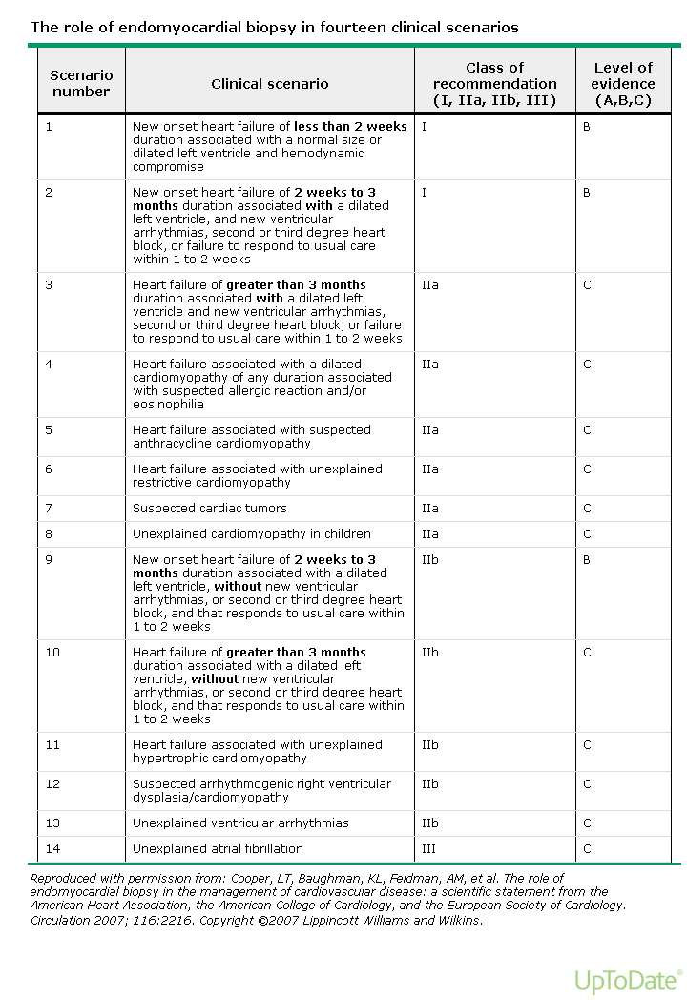 The role of endomyocardial biopsy in fourteen clinical scenarios
Scenario number
Clinical scenario
Class of recommendation (I, IIa, IIb, III)
Level of evidence (A,B,C)
1
New onset heart failure of less than 2 weeks
duration associated with a normal size or
dilated left ventricle and hemodynamic
compromise
I
B
2
New onset heart failure of 2 weeks to 3
months duration associated with a dilated
left ventricle, and new ventricular
arrhythmias, second or third degree heart
block, or failure to respond to usual care
within 1 to 2 weeks
I
B
3
Heart failure of greater than 3 months
duration associated with a dilated left
ventricle and new ventricular arrhythmias,
second or third degree heart block, or failure
to respond to usual care within 1 to 2 weeks
IIa
C
4
Heart failure associated with a dilated
cardiomyopathy of any duration associated
with suspected allergic reaction and/or
eosinophilia
IIa
C
5
Heart failure associated with suspected
anthracycline cardiomyopathy
IIa
C
6
Heart failure associated with unexplained
restrictive cardiomyopathy
IIa
C
7
Suspected cardiac tumors
IIa
C
8
Unexplained cardiomyopathy in children
IIa
C
9
New onset heart failure of 2 weeks to 3
months duration associated with a dilated
left ventricle, without new ventricular
arrhythmias, or second or third degree heart
block, and that responds to usual care within
1 to 2 weeks
IIb
B
10
Heart failure of greater than 3 months
duration associated with a dilated left
ventricle, without new ventricular
arrhythmias, or second or third degree heart
block, and that responds to usual care within
1 to 2 weeks
IIb
C
11
Heart failure associated with unexplained
hypertrophic cardiomyopathy
IIb
C
12
Suspected arrhythmogenic right ventricular
dysplasia/cardiomyopathy
IIb
C
13
Unexplained ventricular arrhythmias
IIb
C
14
Unexplained atrial fibrillation
III
C
Reproduced with permission from: Cooper, LT, Baughman, KL, Feldman, AM, et al. The role of
endomyocardial biopsy in the management of cardiovascular disease: a scientific statement from the
American Heart Association, the American College of Cardiology, and the European Society of Cardiology.
Circulation 2007; 116:2216. Copyright ©2007 Lippincott Williams and Wilkins.
UpToDate®